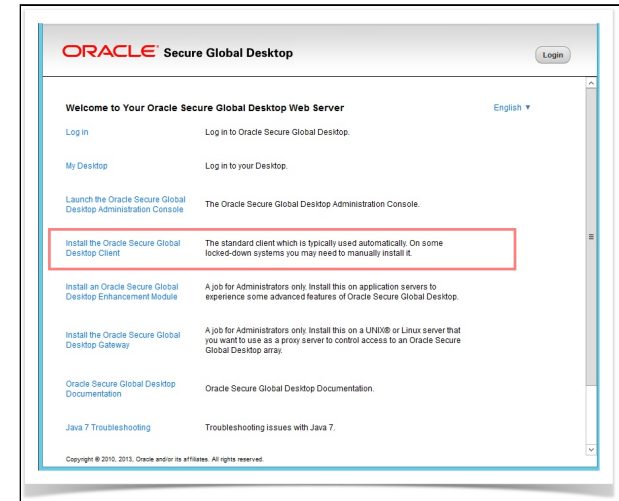 ORACLE Secure Global Desktop
Login
Welcome to Your Oracle Secure Global Desktop Web Server
English ▼
Log in
Log in to Oracle Secure Global Desktop.
My Desktop
Log in to your Desktop.
Launch the Oracle Secure Global
Desktop Administration Console
The Oracle Secure Global Desktop Administration Console.
Install the Oracle Secure Global
Desktop Client
The standard client which is typically used automatically. On some
locked-down systems you may need to manually install it.
Install an Oracle Secure Global
Desktop Enhancement Module
A job for Administrators only. Install this on application servers to
experience some advanced features of Oracle Secure Global Desktop.
Install the Oracle Secure Global
Desktop Gateway
A job for Administrators only. Install this on a UNIX® or Linux server that
you want to use as a proxy server to control access to an Oracle Secure
Global Desktop array.
Oracle Secure Global Desktop
Documentation
Oracle Secure Global Desktop Documentation.
Java 7 Troubleshooting
Troubleshooting issues with Java 7.
Copyright © 2010, 2013, Oracle and/or its affiliates. All rights reserved.